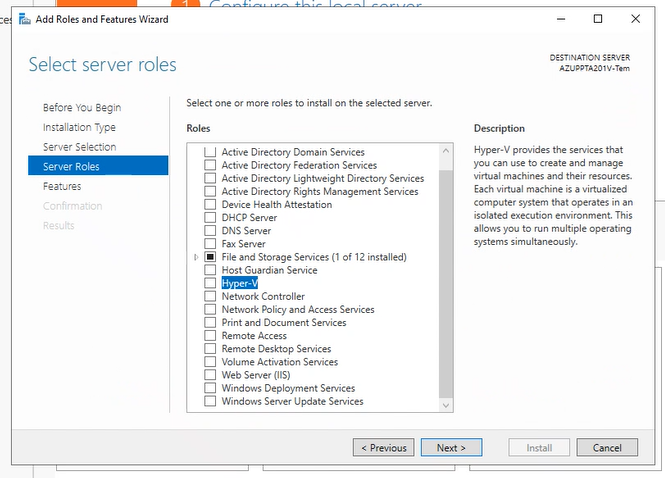 1 Configure this local server
Add Roles and Features Wizard
Select server roles
DESTINATION SERVER
AZUPPTA201V-Tem
Before You Begin
Installation Type
Server Selection
Server Roles
Features
Confirmation
Results
Select one or more roles to install on the selected server.
Roles
Active Directory Domain Services
Active Directory Federation Services
Active Directory Lightweight Directory Services
Active Directory Rights Management Services
Device Health Attestation
DHCP Server
DNS Server
Fax Server
File and Storage Services (1 of 12 installed)
Host Guardian Service
Hyper-V
Network Controller
Network Policy and Access Services
Print and Document Services
Remote Access
Remote Desktop Services
Volume Activation Services
Web Server (IIS)
Windows Deployment Services
Windows Server Update Services
Description
Hyper-V provides the services that
you can use to create and manage
virtual machines and their resources.
Each virtual machine is a virtualized
computer system that operates in an
isolated execution environment. This
allows you to run multiple operating
systems simultaneously.
< Previous
Next >
Install
Cancel